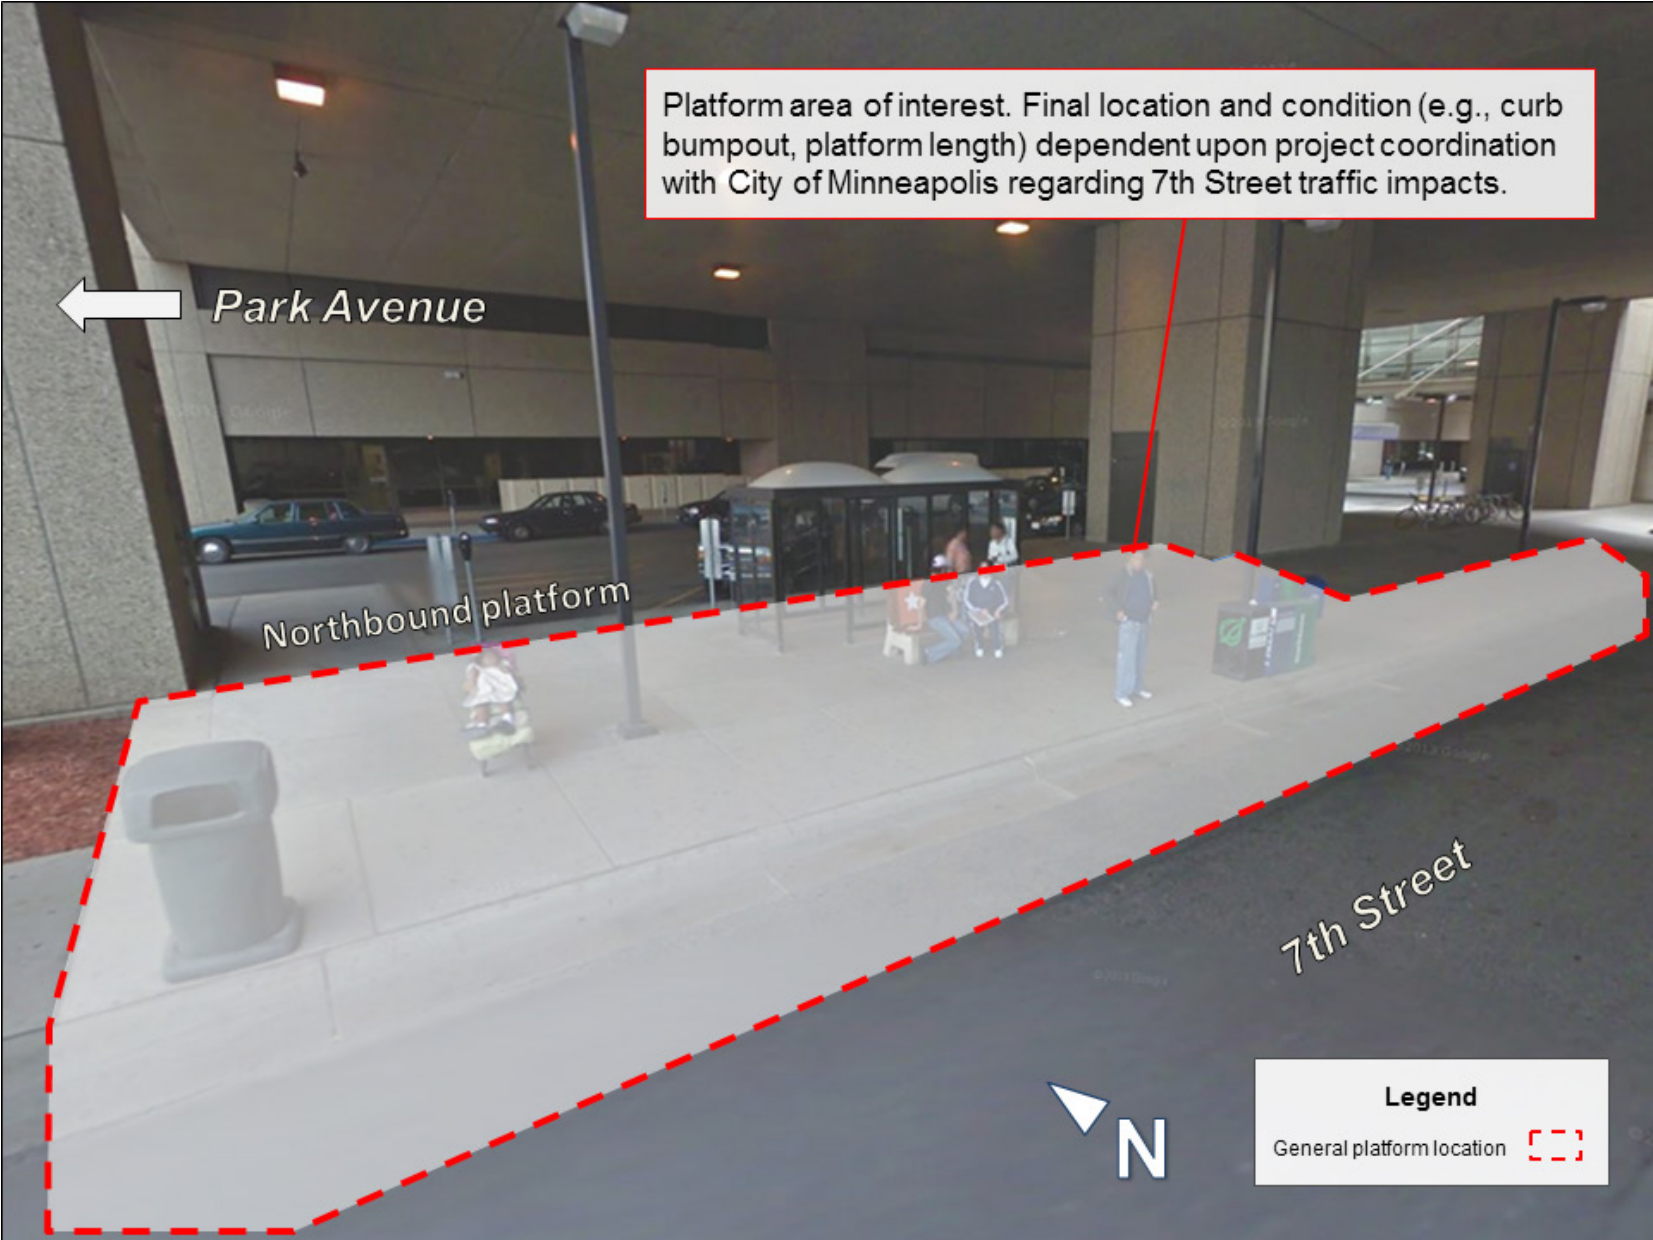 Platform area of interest. Final location and condition (e.g., curb
bumpout, platform length) dependent upon project coordination
with City of Minneapolis regarding 7th Street traffic impacts.
Park Avenue
Northbound platform
7th Street
N
Legend
General platform location